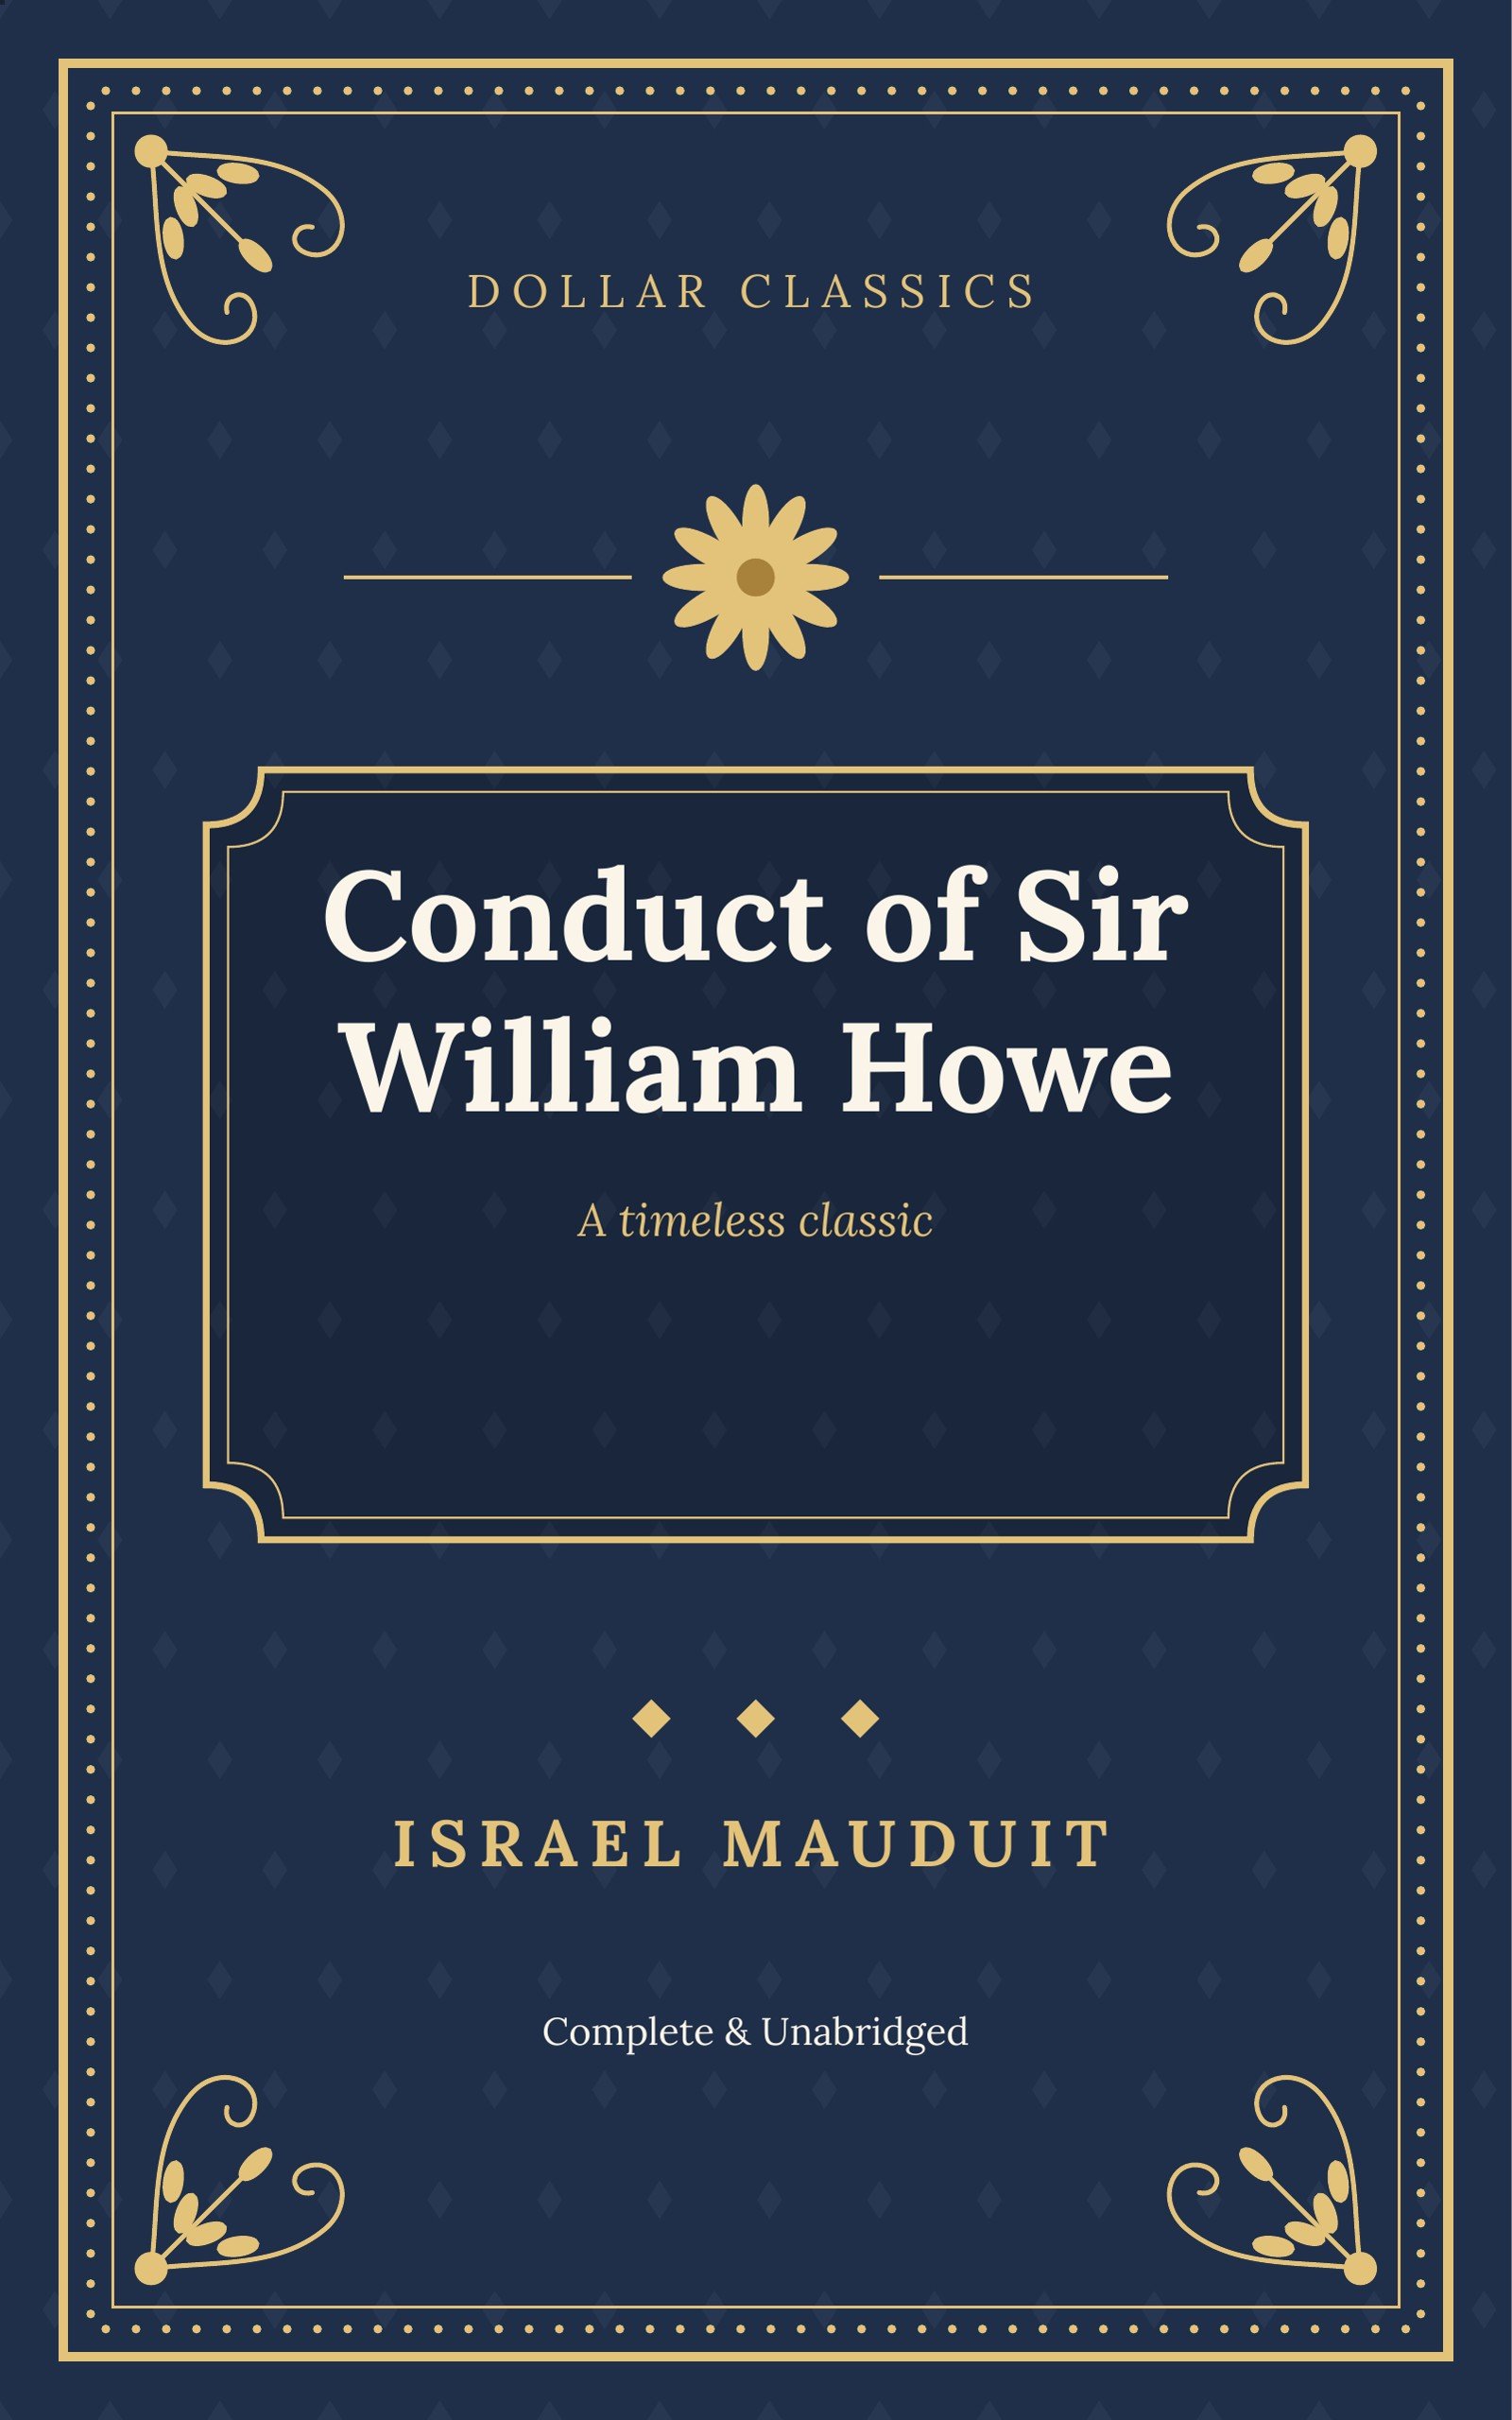 DOLLAR CLASSICS
Conduct of Sir
William Howe
A timeless classic
ISRAEL MAUDUIT
Complete & Unabridged